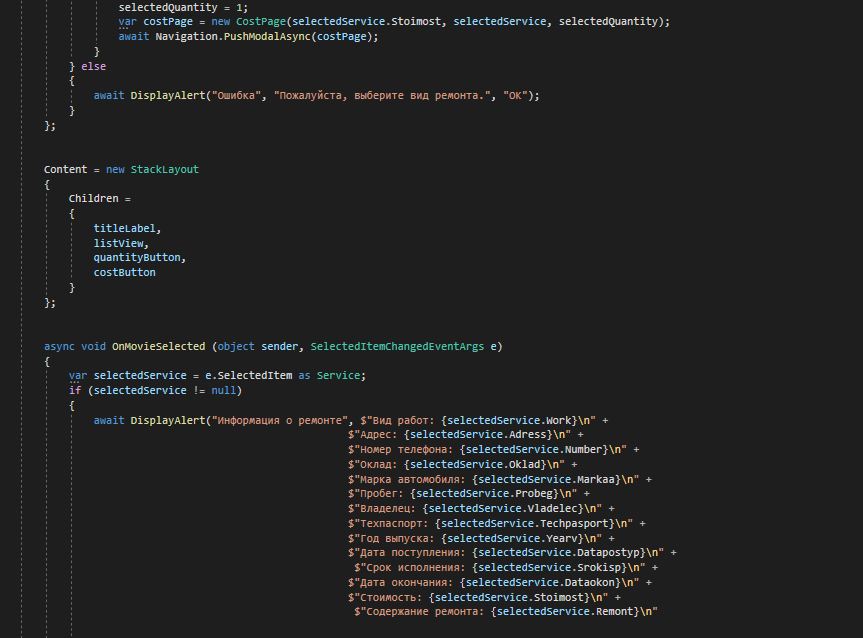 selectedQuantity = 1;
var costPage = new CostPage(selectedService.Stoimost, selectedService, selectedQuantity);
await Navigation.PushModalAsync(costPage);
}
} else
{
await DisplayAlert("Ошибка", "Пожалуйста, выберите вид ремонта.", "OK");
}
};
Content = new StackLayout
{
Children =
{
titleLabel,
listView,
quantityButton,
costButton
}
};
async void OnMovieSelected (object sender, SelectedItemChangedEventArgs e)
{
var selectedService = e.SelectedItem as Service;
if (selectedService != null)
{
await DisplayAlert("Информация о ремонте", $"Вид работ: {selectedService.Work}\n" +
$"Адрес: {selectedService.Adress}\n" +
$"Номер телефона: {selectedService.Number}\n" +
$"Оклад: {selectedService.Oklad}\n" +
$"Марка автомобиля: {selectedService.Markaa}\n" +
$"Пробег: {selectedService.Probeg}\n" +
$"Владелец: {selectedService.Vladelec}\n" +
$"Техпаспорт: {selectedService.Techpasport}\n" +
$"Год выпуска: {selectedService.Yearv}\n" +
$"Дата поступления: {selectedService.Datapostyp}\n" +
$"Срок исполнения: {selectedService.Srokisp}\n" +
$"Дата окончания: {selectedService.Dataokon}\n" +
$"Стоимость: {selectedService.Stoimost}\n" +
$"Содержание ремонта: {selectedService.Remont}\n"